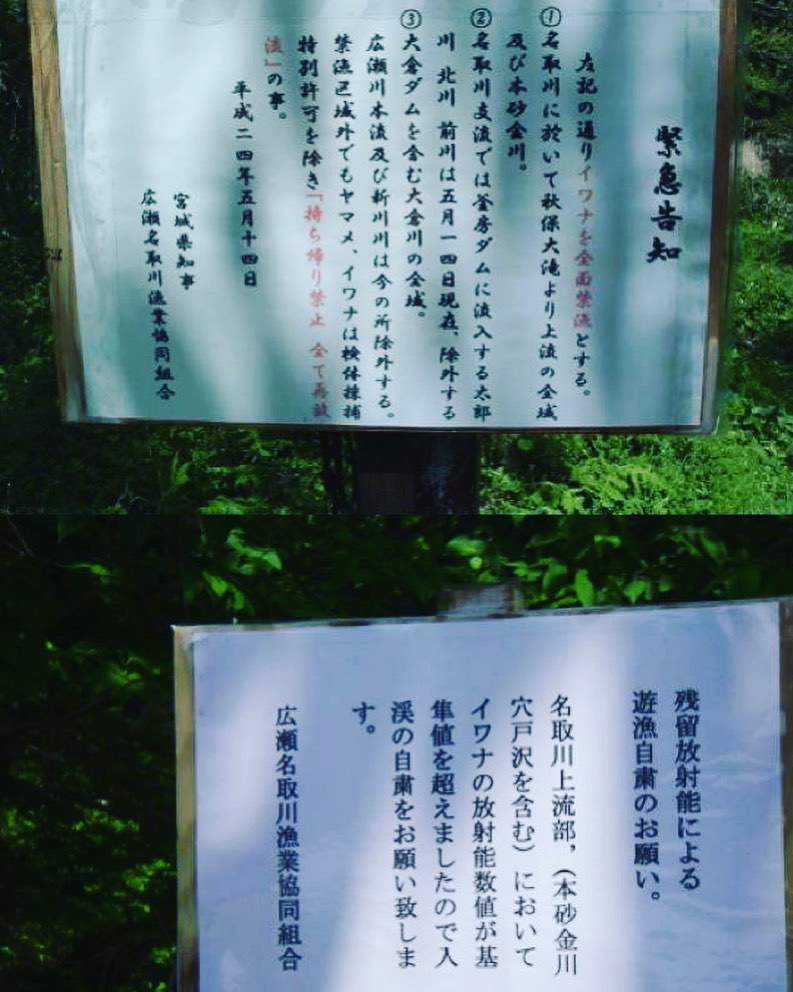 緊急告知
左記の通りイワナを全面禁漁とする。
①名取川に於いて秋保大滝より上流の全域
及び本砂金川。
②名取川支流では釜房ダムに流入する太郎
川 北川 前川は五月一四日現在、除外する
③大倉ダムを含む大倉川の全域。
広瀬川本流及び新川川は今の所除外する。
禁漁区域外でもヤマメ、イワナは検体採補
特別許可を除き「持ち帰り禁止 全て再放
流」の事。
平成二四年五月十四日
宮城県知事
広瀬名取川漁業協同組合
残留放射能による
遊漁自粛のお願い。
名取川上流部,(本砂金川
穴戸沢を含む)において
イワナの放射能数値が基
隼値を超えましたので入
渓の自粛をお願い致しま
す。
広瀬名取川漁業協同組合